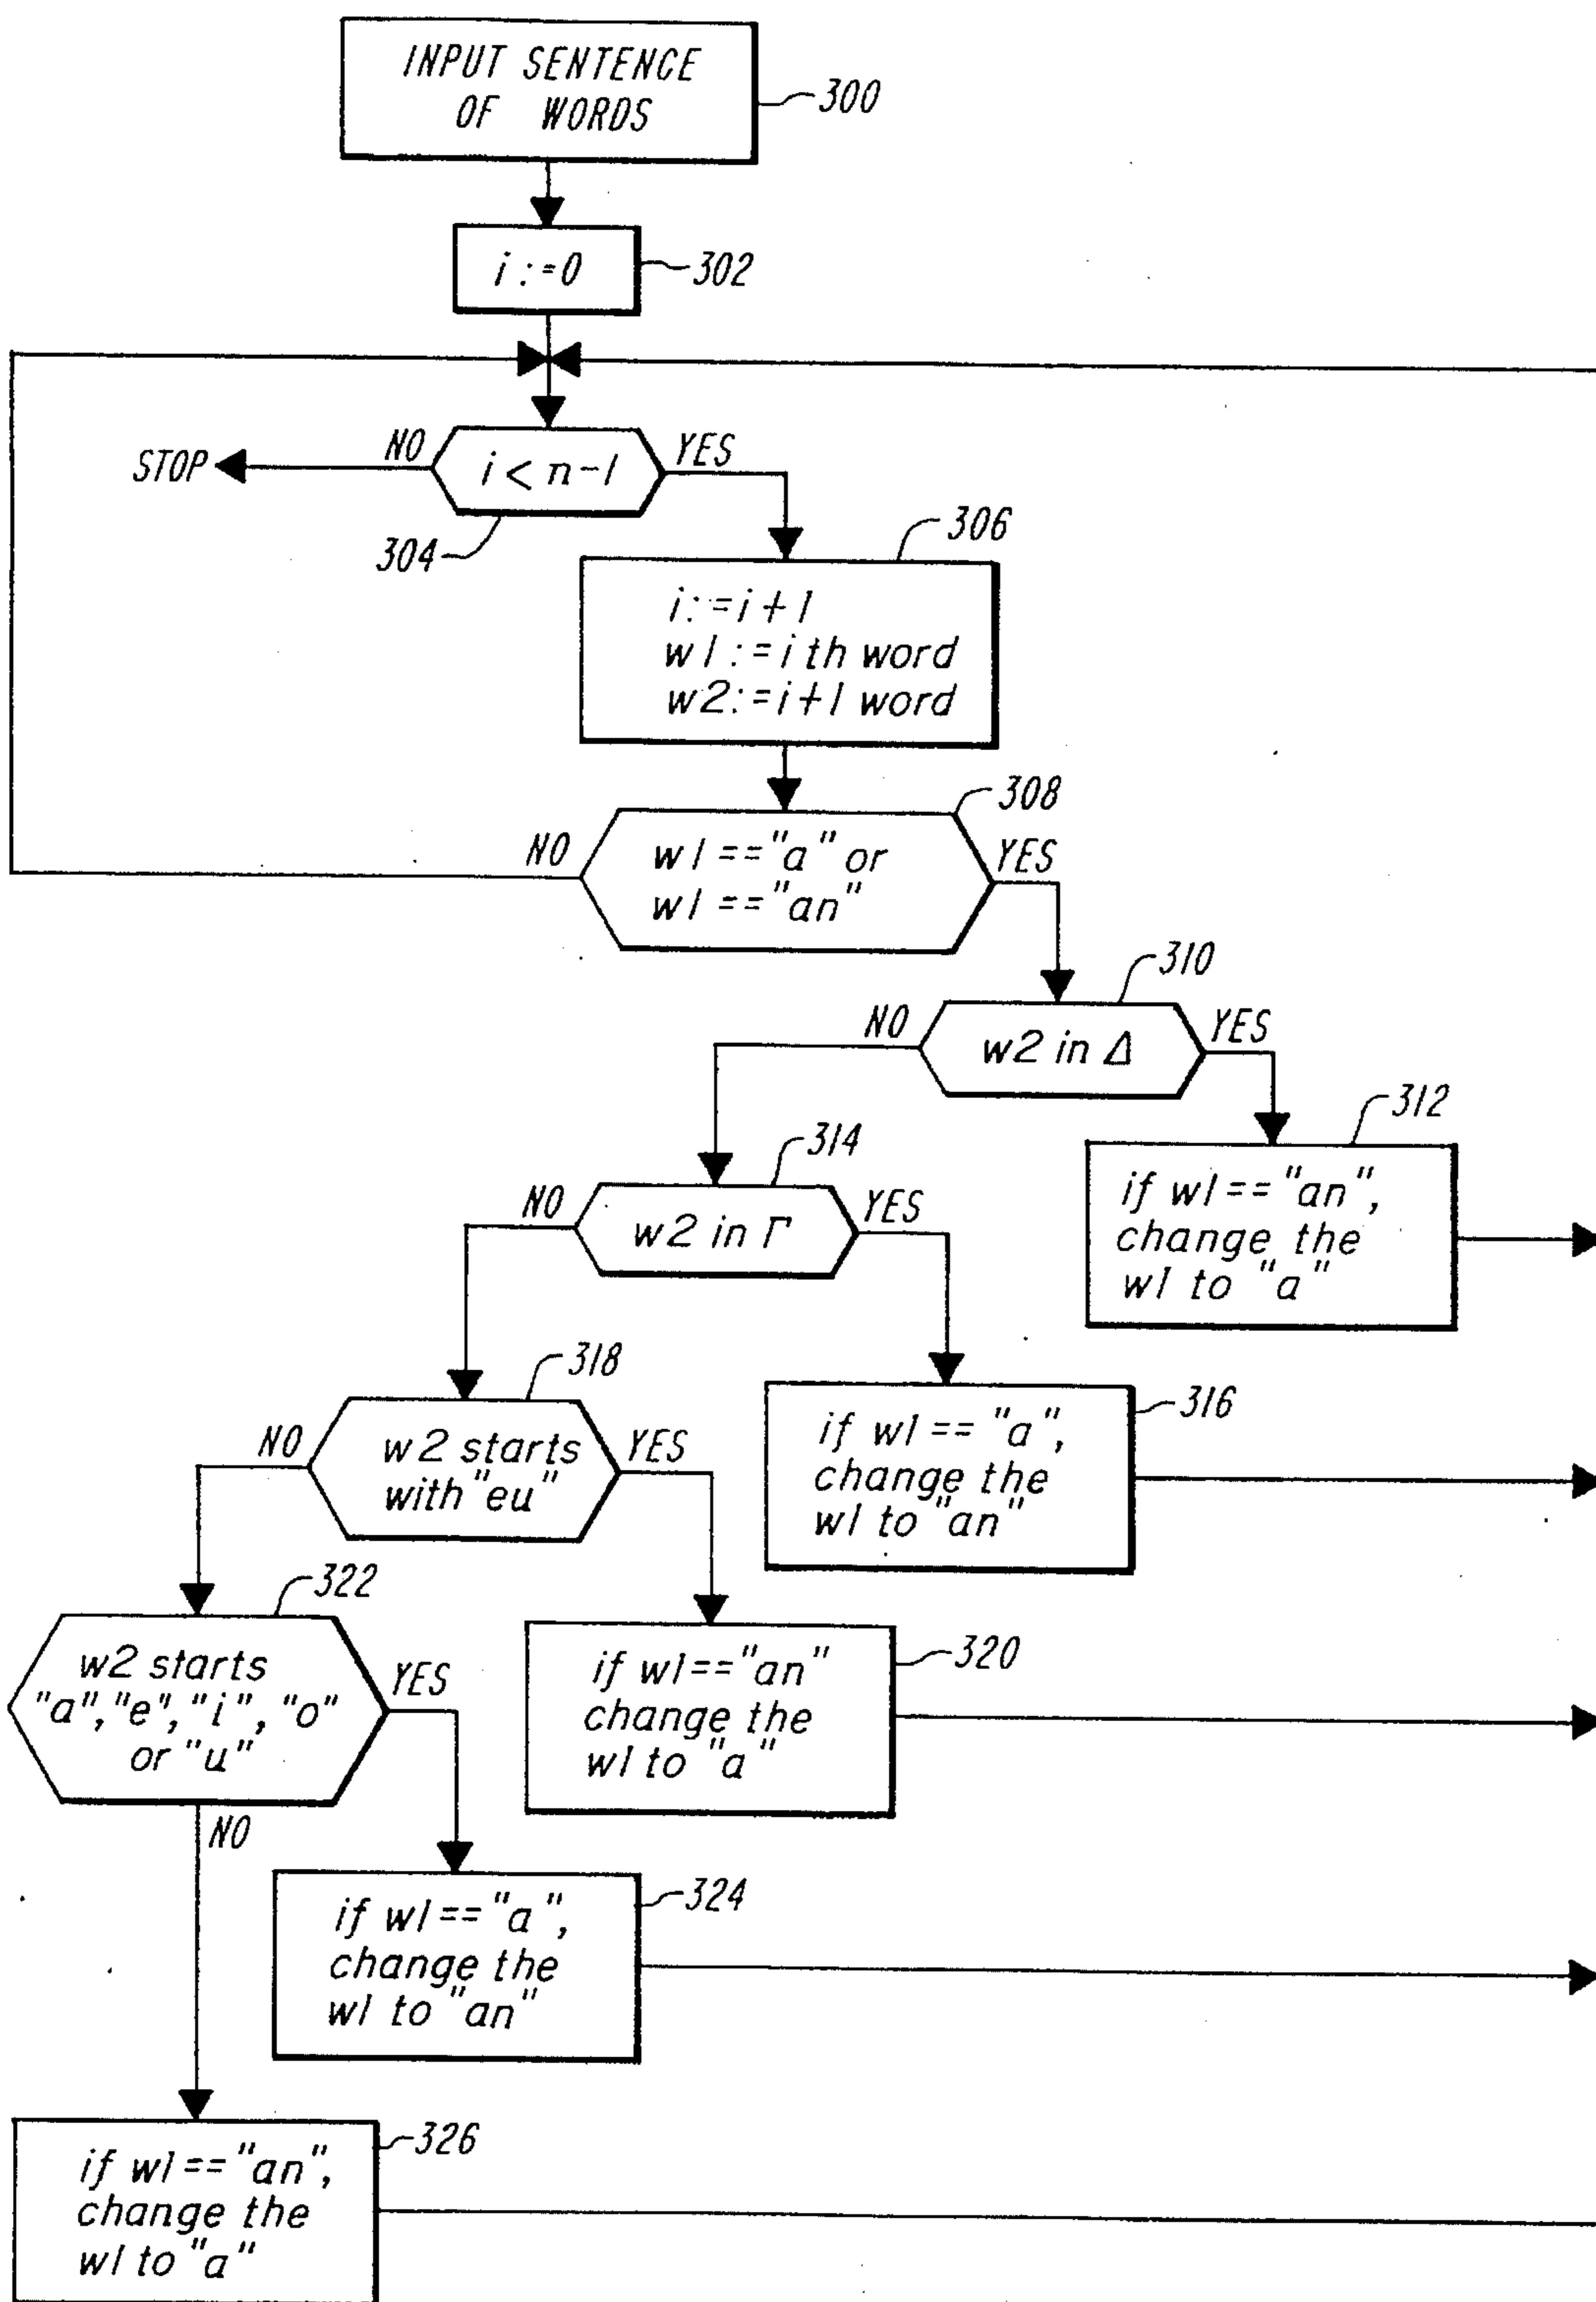 INPUT SENTENCE
OF WORDS
300
i:=0
302
NO
YES
STOP
i < n-1
304
306
i:=i+1
w1:=i th word
w2:=i+1 word
308
NO
w1=="a" or
w1=="an"
YES
310
NO
w2 in Δ
YES
312
if w1=="an",
change the
w1 to "a"
314
NO
w2 in Γ
YES
316
if w1=="a",
change the
w1 to "an"
318
NO
w2 starts
with "eu"
YES
320
if w1=="an"
change the
w1 to "a"
322
w2 starts
"a","e","i","o"
or "u"
YES
NO
324
if w1=="a",
change the
w1 to "an"
326
if w1=="an",
change the
w1 to "a"